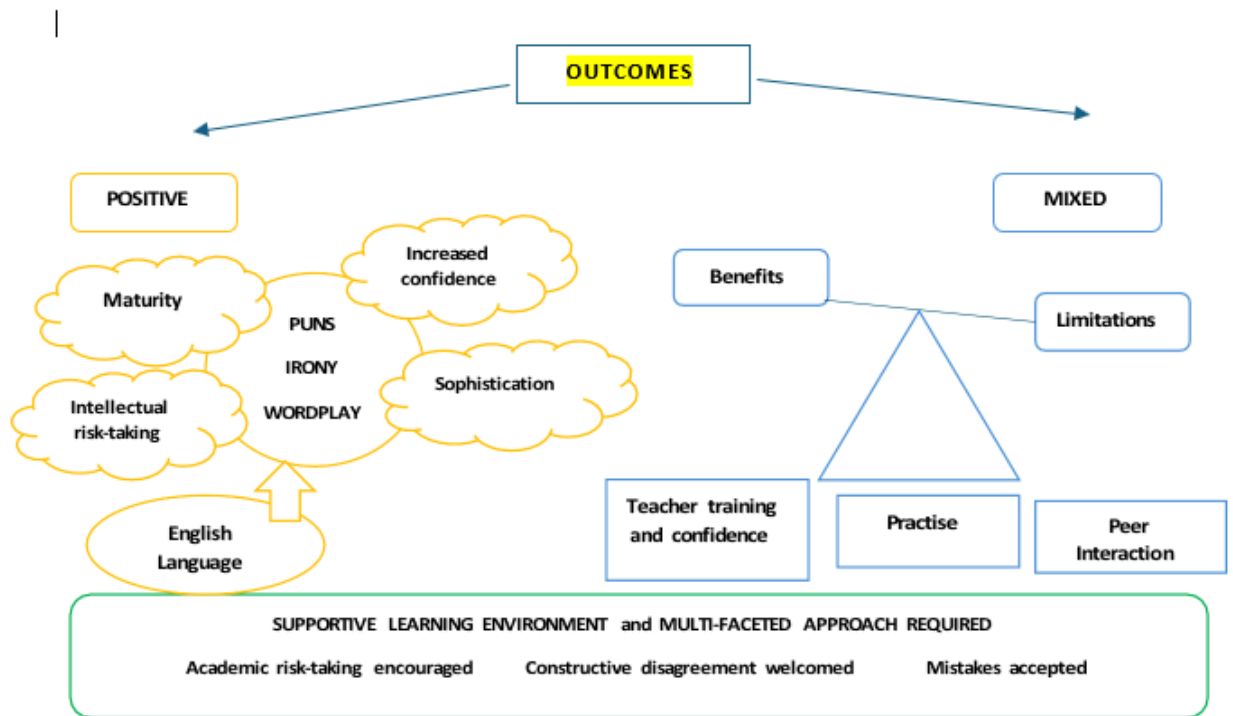 OUTCOMES
POSITIVE
MIXED
Increased
confidence
Maturity
PUNS
IRONY
WORDPLAY
Sophistication
Intellectual
risk-taking
English
Language
Benefits
Limitations
Teacher training
and confidence
Practise
Peer
Interaction
SUPPORTIVE LEARNING ENVIRONMENT and MULTI-FACETED APPROACH REQUIRED
Academic risk-taking encouraged Constructive disagreement welcomed Mistakes accepted